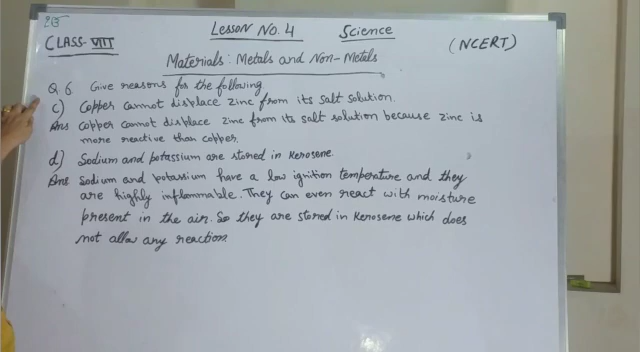 Lesson No. 4 Science
CLASS-VIII (NCERT)
Materials: Metals and Non-Metals
Q.6 Give reasons for the following.
c) Copper cannot displace zinc from its salt solution.
Ans Copper cannot displace zinc from its salt solution because zinc is
more reactive than copper.
d) Sodium and potassium are stored in kerosene
Ans Sodium and potassium have a low ignition temperature and they
are highly inflammable. They can even react with moisture
present in the air. So they are stored in kerosene which does
not allow any reaction.